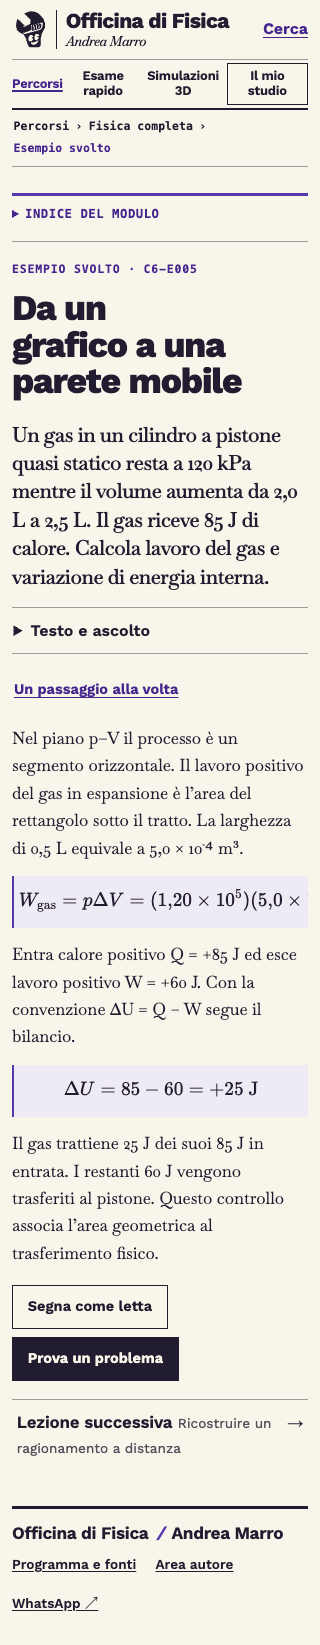 Officina di Fisica
Andrea Marro
Cerca
Percorsi
Esame rapido
Simulazioni 3D
Il mio studio
Percorsi › Fisica completa ›
Esempio svolto
▶ INDICE DEL MODULO
ESEMPIO SVOLTO · C6–E005
Da un
grafico a una
parete mobile
Un gas in un cilindro a pistone
quasi statico resta a 120 kPa
mentre il volume aumenta da 2,0
L a 2,5 L. Il gas riceve 85 J di
calore. Calcola lavoro del gas e
variazione di energia interna.
▶ Testo e ascolto
Un passaggio alla volta
Nel piano p–V il processo è un
segmento orizzontale. Il lavoro positivo
del gas in espansione è l’area del
rettangolo sotto il tratto. La larghezza
di 0,5 L equivale a 5,0 × 10⁻⁴ m³.
W_gas = pΔV = (1,20 × 10⁵)(5,0 ×
Entra calore positivo Q = +85 J ed esce
lavoro positivo W = +60 J. Con la
convenzione ΔU = Q − W segue il
bilancio.
ΔU = 85 − 60 = +25 J
Il gas trattiene 25 J dei suoi 85 J in
entrata. I restanti 60 J vengono
trasferiti al pistone. Questo controllo
associa l’area geometrica al
trasferimento fisico.
Segna come letta
Prova un problema
Lezione successiva Ricostruire un →
ragionamento a distanza
Officina di Fisica / Andrea Marro
Programma e fonti Area autore
WhatsApp ↗